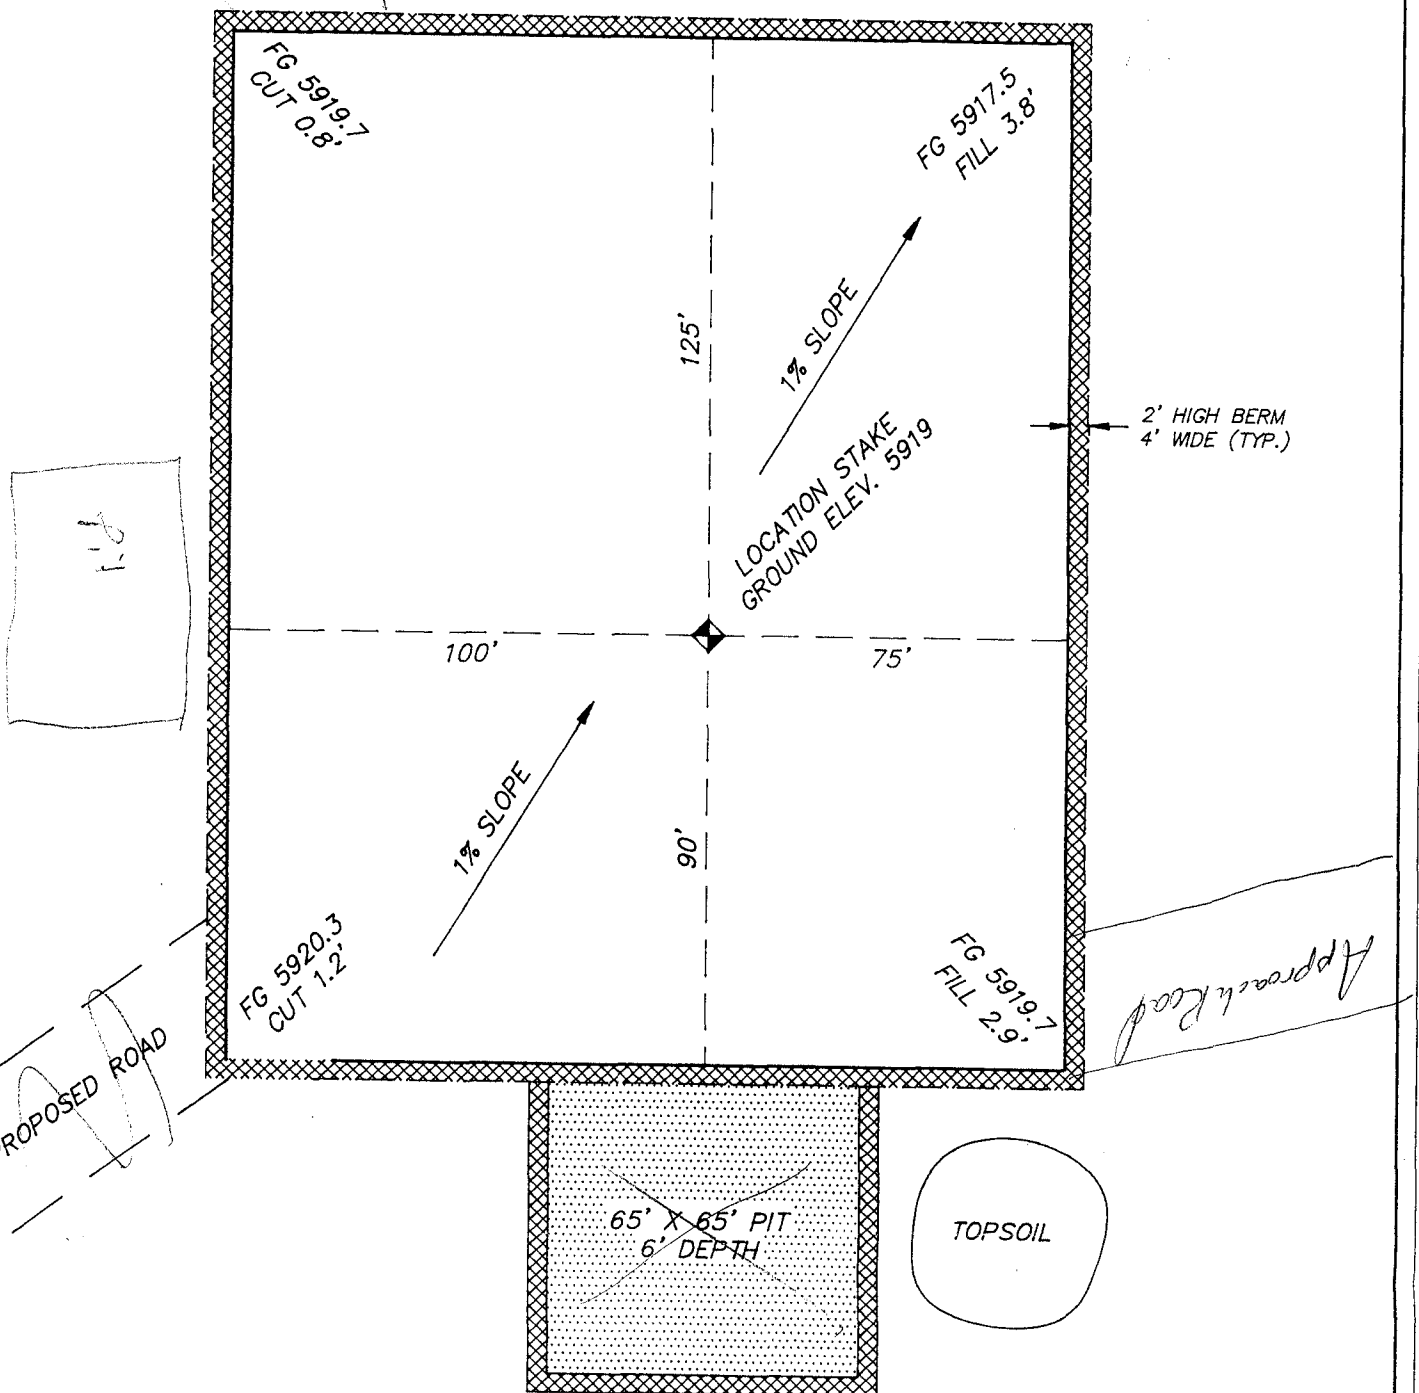 FG 5919.7
CUT 0.8'
FG 5917.5
FILL 3.8'
125'
1% SLOPE
2' HIGH BERM
4' WIDE (TYP.)
LOCATION STAKE
GROUND ELEV. 5919
Pit
100'
75'
1% SLOPE
90'
FG 5920.3
CUT 1.2'
FG 5919.7
FILL 2.9'
Approach Road
ROPOSED ROAD
65' X 65' PIT
6' DEPTH
TOPSOIL